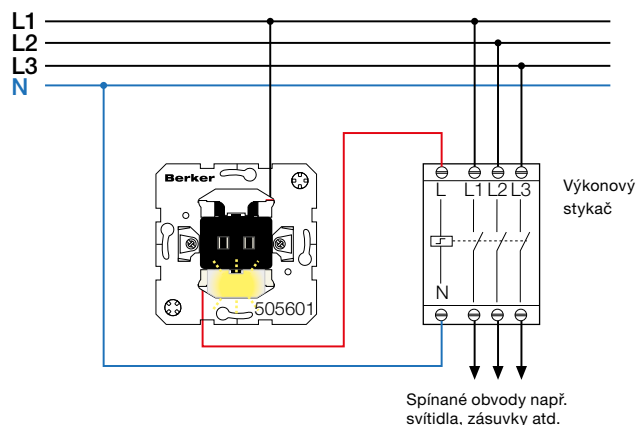 L1
L2
L3
N
Berker
505601
L L1 L2 L3
N
Výkonový
stykač
Spínané obvody např.
svítidla, zásuvky atd.